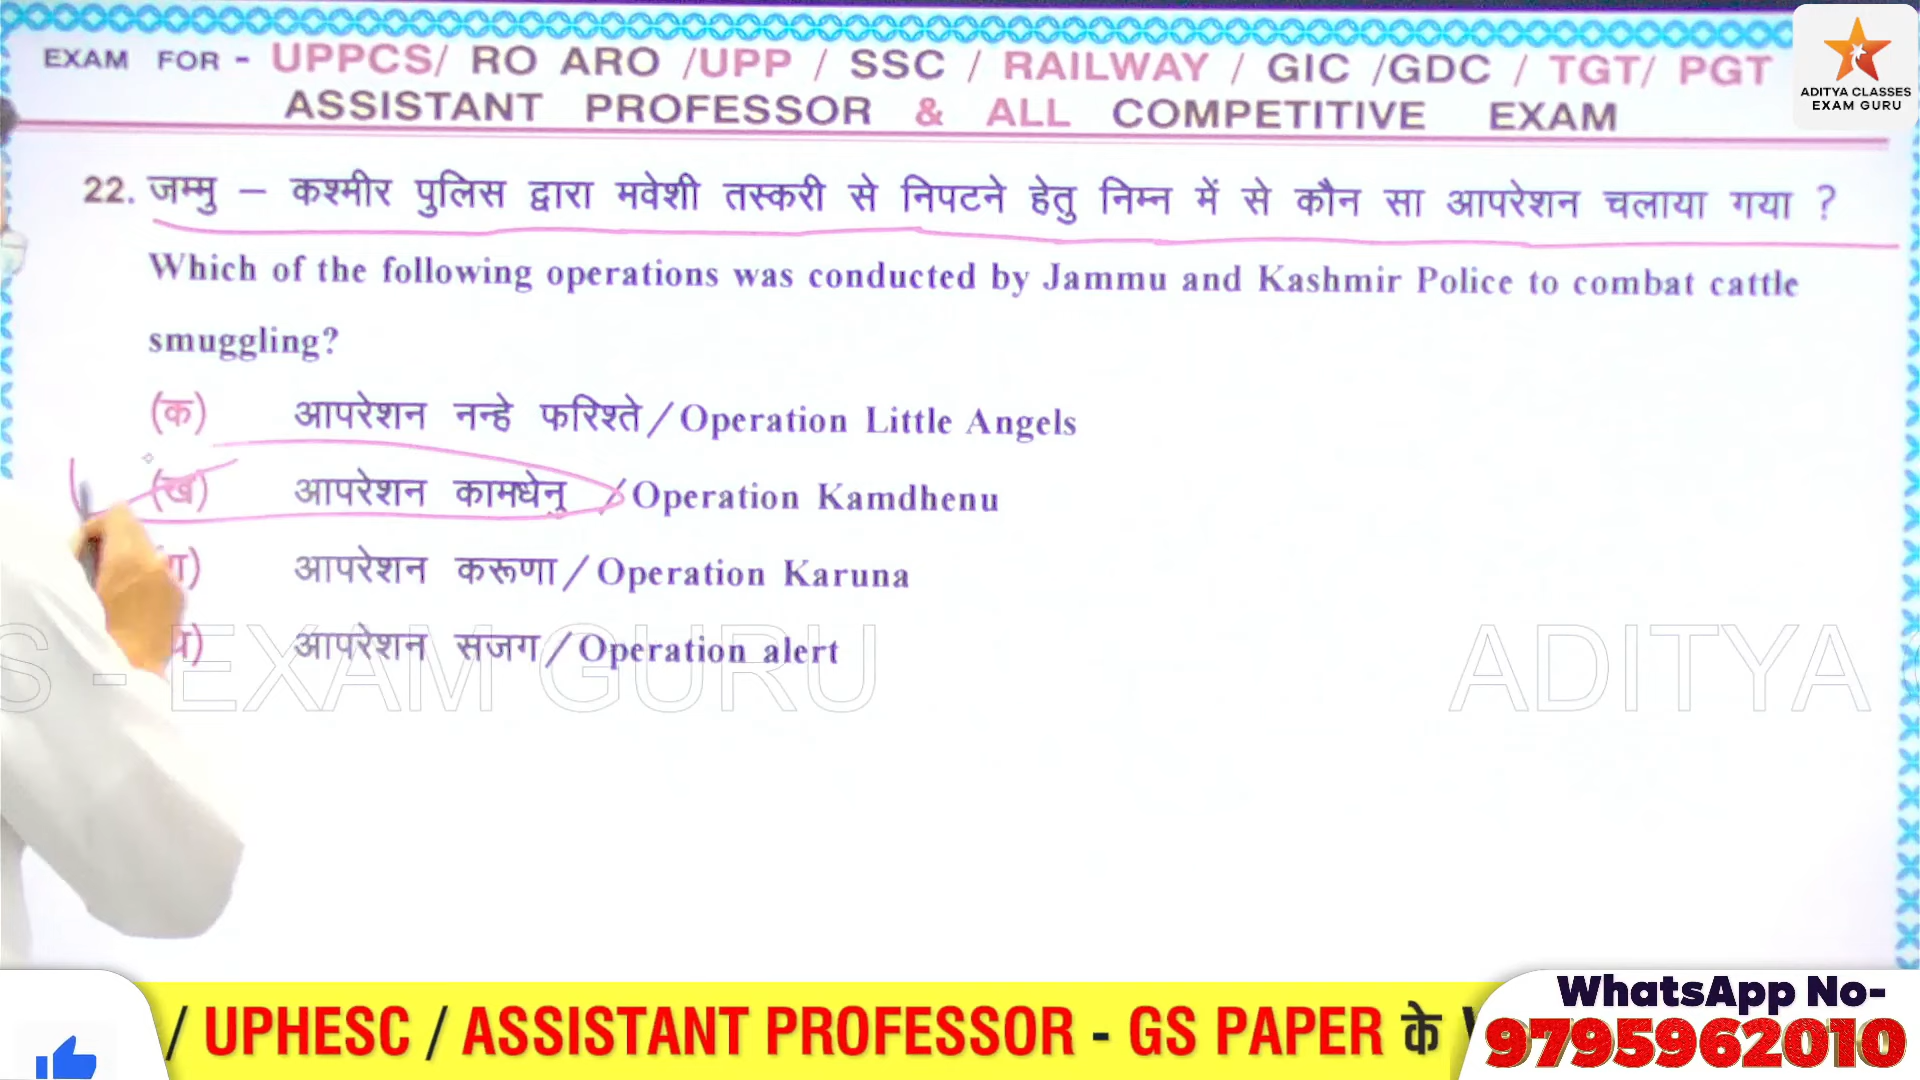 EXAM FOR - UPPCS/ RO ARO /UPP / SSC / RAILWAY / GIC /GDC / TGT/ PGT
ASSISTANT PROFESSOR & ALL COMPETITIVE EXAM
ADITYA CLASSES
EXAM GURU
22. जम्मु – कश्मीर पुलिस द्वारा मवेशी तस्करी से निपटने हेतु निम्न में से कौन सा आपरेशन चलाया गया ?
Which of the following operations was conducted by Jammu and Kashmir Police to combat cattle
smuggling?
(क) आपरेशन नन्हे फरिश्ते/Operation Little Angels
(ख) आपरेशन कामधेनु /Operation Kamdhenu
आपरेशन करूणा/Operation Karuna
आपरेशन सजग/Operation alert
S - EXAM GURU
ADITYA
/ UPHESC / ASSISTANT PROFESSOR - GS PAPER के
WhatsApp No-
9795962010